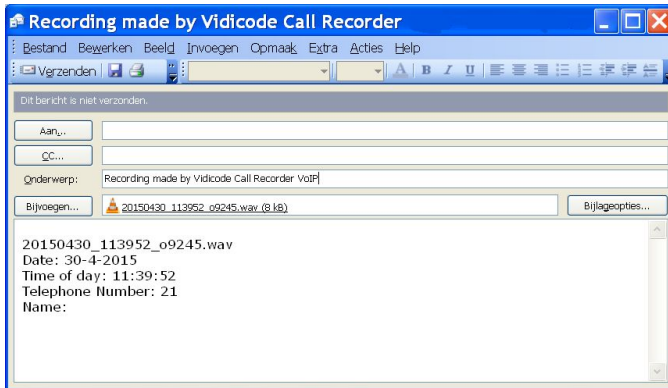 Recording made by Vidicode Call Recorder
Bestand Bewerken Beeld Invoegen Opmaak Extra Acties Help
Verzenden A B I U
Dit bericht is niet verzonden.
Aan...
CC...
Onderwerp: Recording made by Vidicode Call Recorder VoIP
Bijvoegen... 20150430_113952_o9245.wav (8 kB) Bijlageopties...
20150430_113952_o9245.wav
Date: 30-4-2015
Time of day: 11:39:52
Telephone Number: 21
Name: